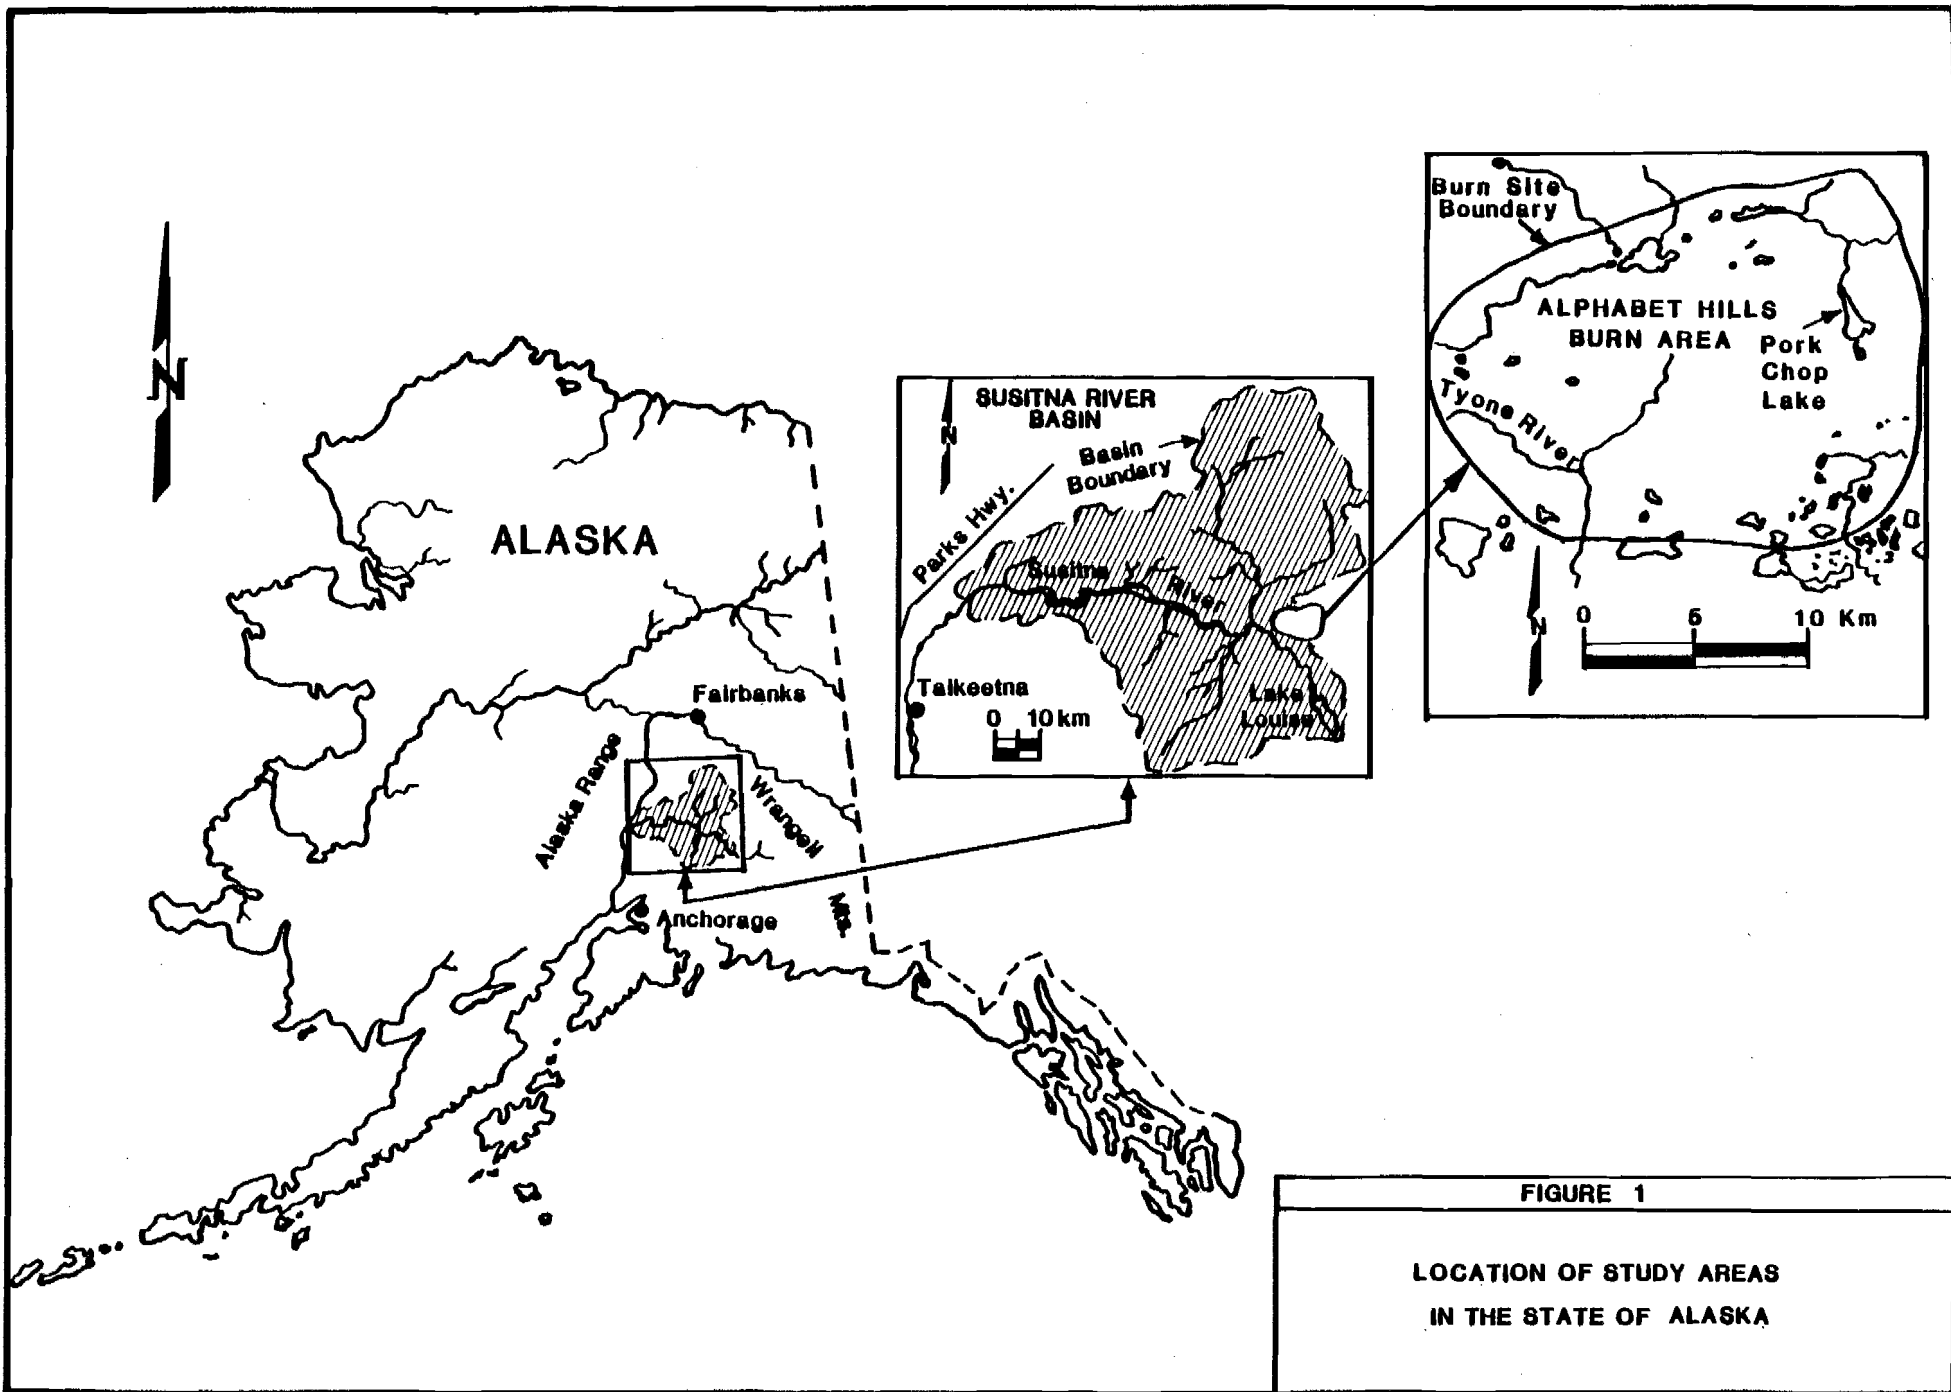 Burn Site
Boundary
ALPHABET HILLS
BURN AREA
Pork
Chop
Lake
Tyone River
0 5 10 Km
N
N
SUSITNA RIVER
BASIN
N
Basin
Boundary
Parks Hwy.
Susitna River
Talkeetna
0 10 km
Lake
Louise
ALASKA
Fairbanks
Alaska Range
Wrangell
Mts.
Anchorage
FIGURE 1
LOCATION OF STUDY AREAS
IN THE STATE OF ALASKA